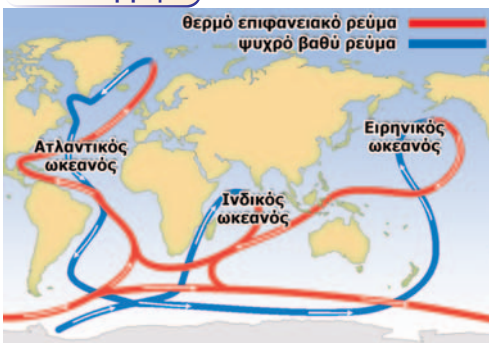 θερμό επιφανειακό ρεύμα
ψυχρό βαθύ ρεύμα
Ατλαντικός
ωκεανός
Ειρηνικός
ωκεανός
Ινδικός
ωκεανός